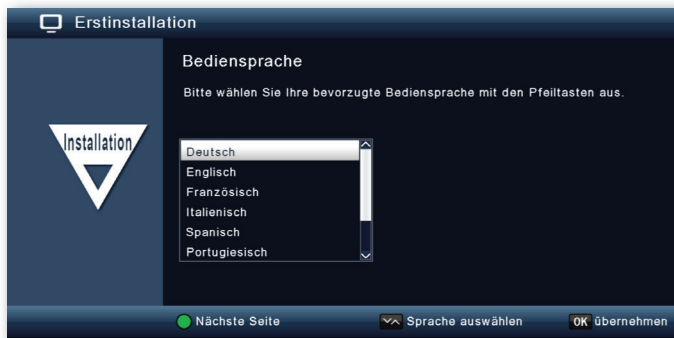 Erstinstallation
Bediensprache
Bitte wählen Sie Ihre bevorzugte Bediensprache mit den Pfeiltasten aus.
Installation
Deutsch
Englisch
Französisch
Italienisch
Spanisch
Portugiesisch
Nächste Seite
Sprache auswählen
OK übernehmen